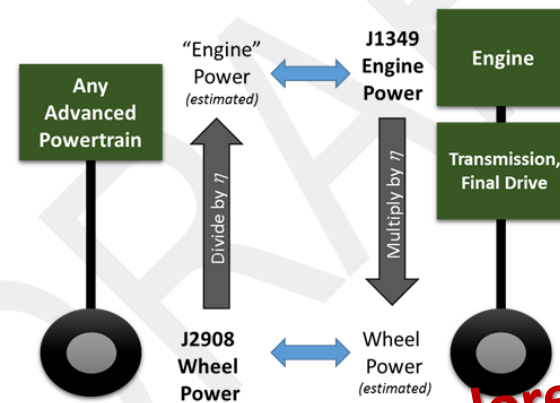 Any
Advanced
Powertrain
“Engine”
Power
(estimated)
J1349
Engine
Power
Engine
Transmission,
Final Drive
Divide by η
Multiply by η
J2908
Wheel
Power
Wheel
Power
(estimated)